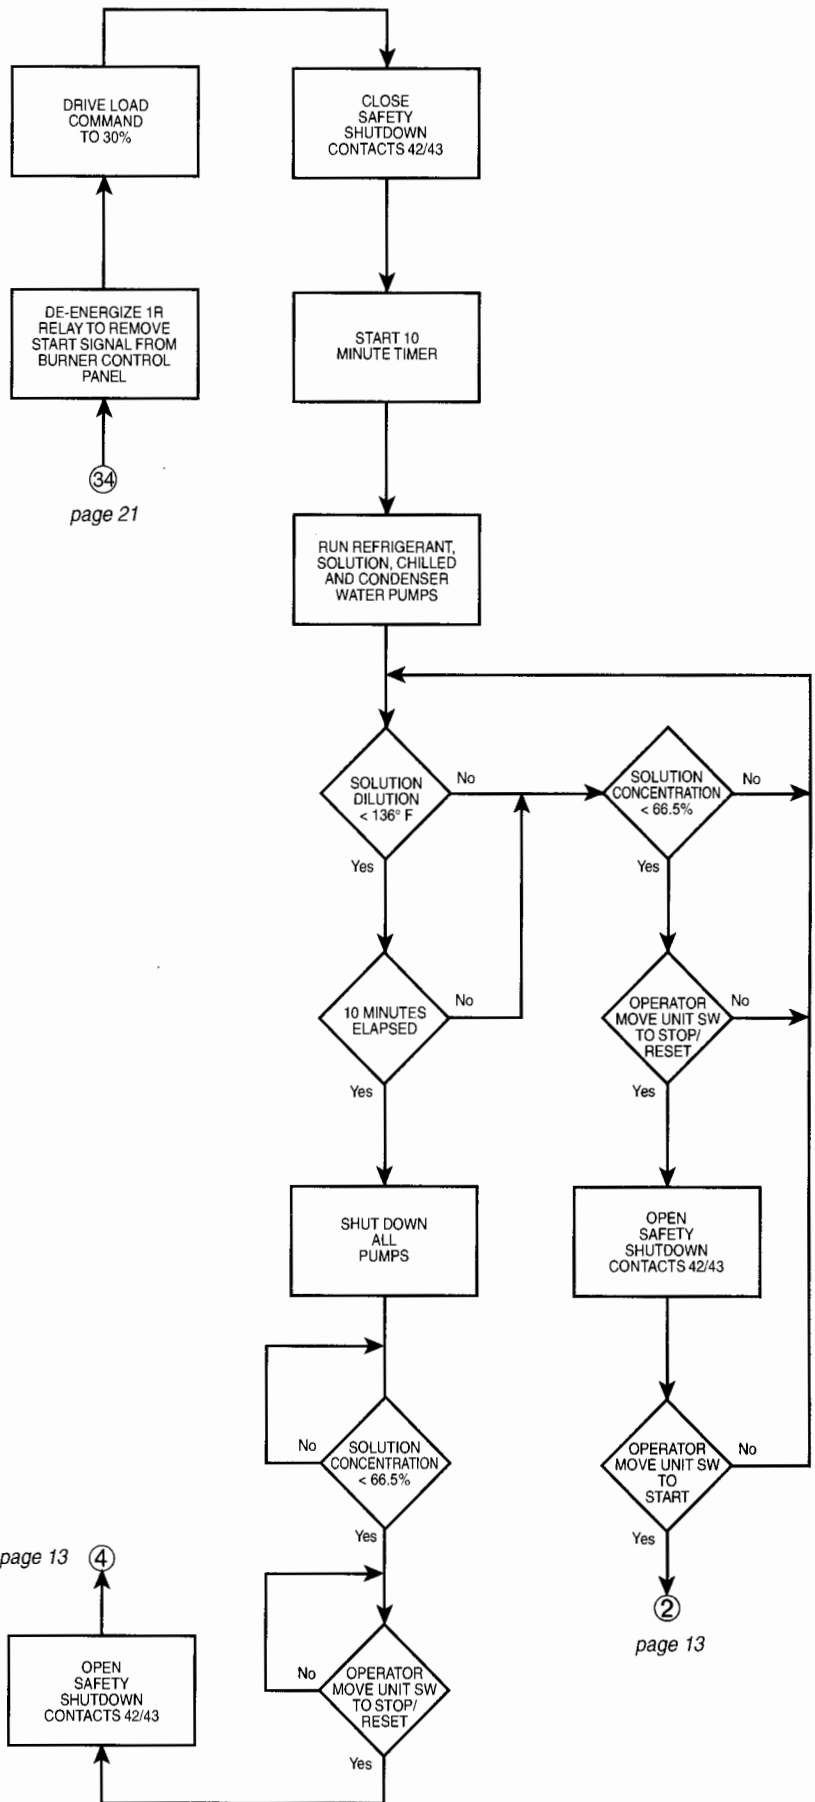 DRIVE LOAD
COMMAND
TO 30%
CLOSE
SAFETY
SHUTDOWN
CONTACTS 42/43
DE-ENERGIZE 1R
RELAY TO REMOVE
START SIGNAL FROM
BURNER CONTROL
PANEL
34
page 21
START 10
MINUTE TIMER
RUN REFRIGERANT,
SOLUTION, CHILLED
AND CONDENSER
WATER PUMPS
SOLUTION
DILUTION
< 136° F
No
Yes
SOLUTION
CONCENTRATION
< 66.5%
No
Yes
10 MINUTES
ELAPSED
No
Yes
OPERATOR
MOVE UNIT SW
TO STOP/
RESET
No
Yes
SHUT DOWN
ALL
PUMPS
OPEN
SAFETY
SHUTDOWN
CONTACTS 42/43
SOLUTION
CONCENTRATION
< 66.5%
No
Yes
OPERATOR
MOVE UNIT SW
TO
START
No
Yes
2
page 13
page 13 4
OPEN
SAFETY
SHUTDOWN
CONTACTS 42/43
OPERATOR
MOVE UNIT SW
TO STOP/
RESET
No
Yes